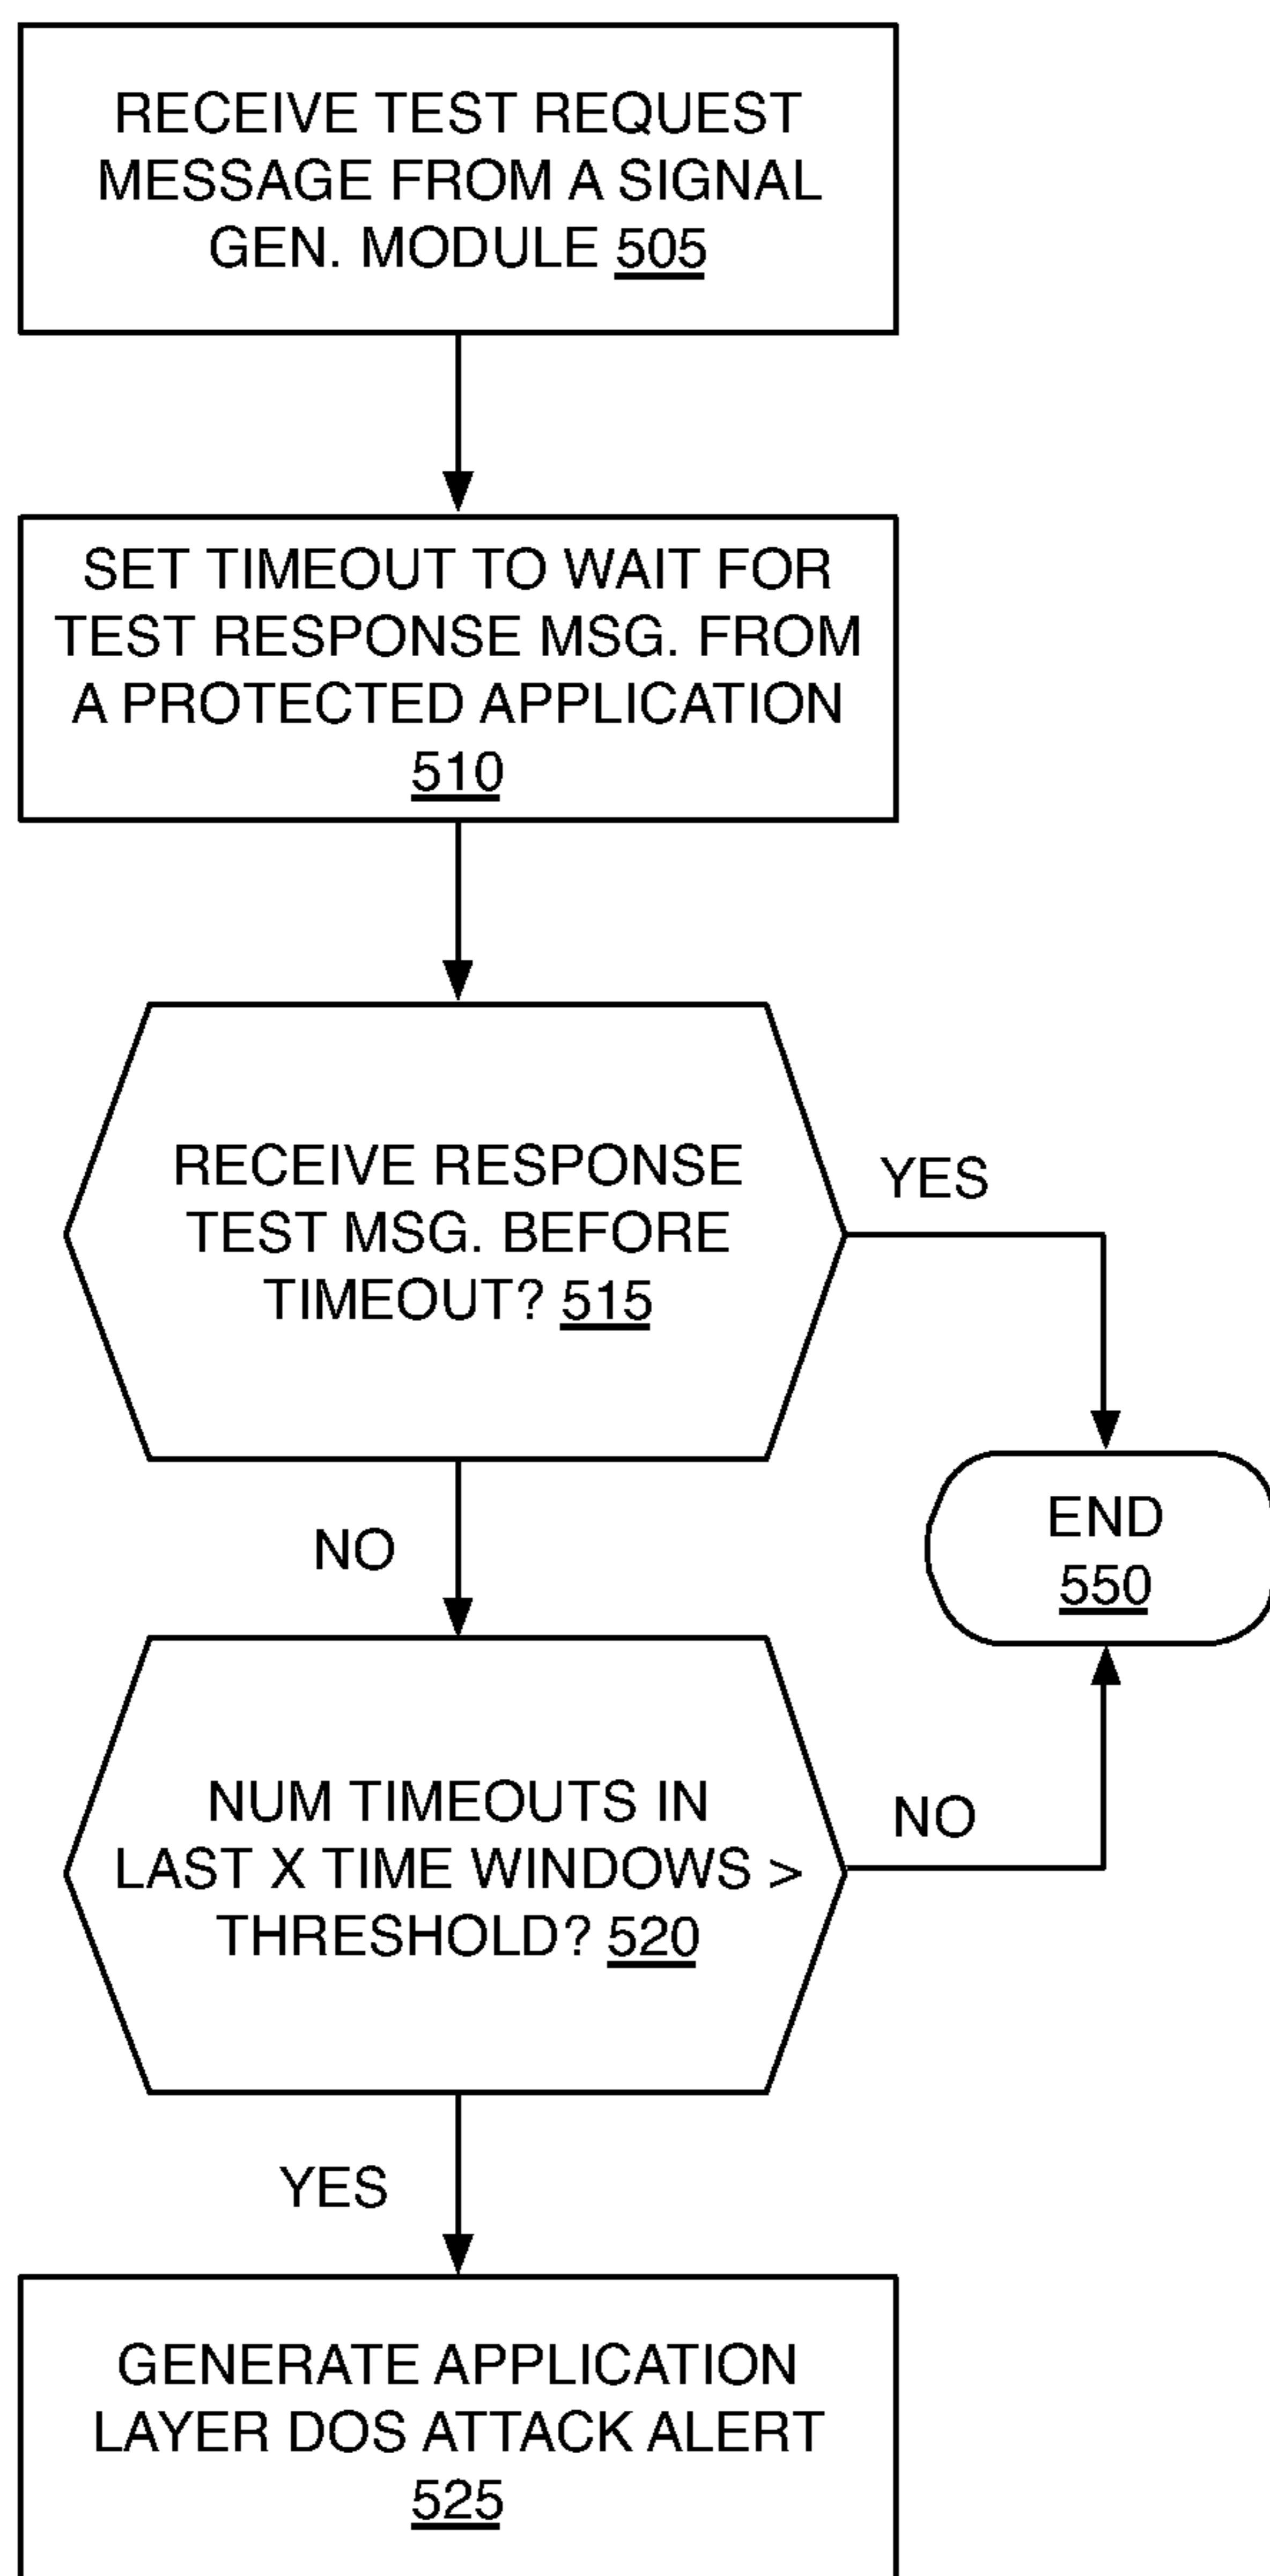 RECEIVE TEST REQUEST
MESSAGE FROM A SIGNAL
GEN. MODULE 505
SET TIMEOUT TO WAIT FOR
TEST RESPONSE MSG. FROM
A PROTECTED APPLICATION
510
RECEIVE RESPONSE
TEST MSG. BEFORE
TIMEOUT? 515
YES
NO
END
550
NUM TIMEOUTS IN
LAST X TIME WINDOWS >
THRESHOLD? 520
NO
YES
GENERATE APPLICATION
LAYER DOS ATTACK ALERT
525